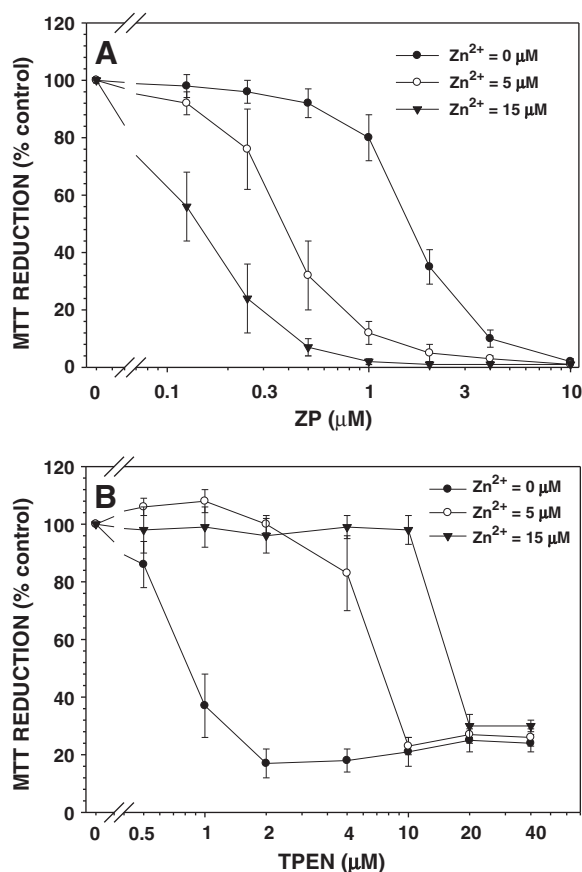 120
A
Zn²⁺ = 0 µM
Zn²⁺ = 5 µM
Zn²⁺ = 15 µM
100
80
60
40
20
0
MTT REDUCTION (% control)
0 0.1 0.3 1 3 10
ZP (µM)
120
B
Zn²⁺ = 0 µM
Zn²⁺ = 5 µM
Zn²⁺ = 15 µM
100
80
60
40
20
0
MTT REDUCTION (% control)
0 0.5 1 2 4 10 20 40
TPEN (µM)